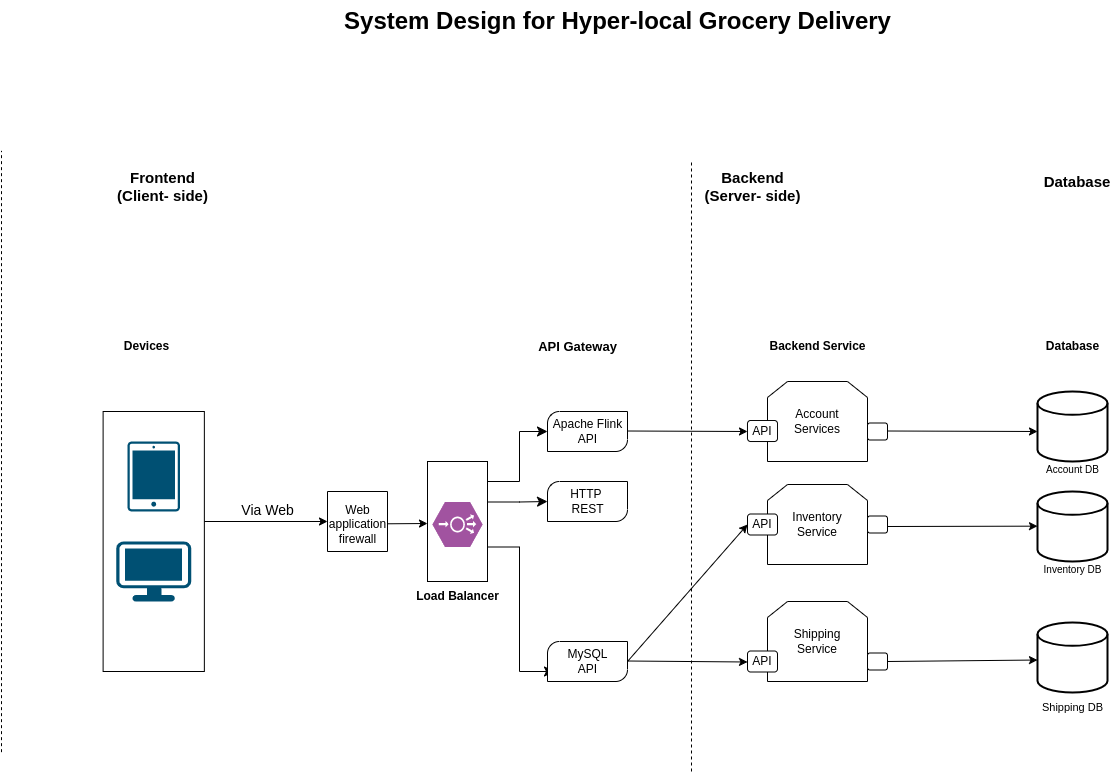 System Design for Hyper-local Grocery Delivery
Frontend
(Client- side)
Backend
(Server- side)
Database
Devices
API Gateway
Backend Service
Database
Via Web
Web
application
firewall
Load Balancer
Apache Flink
API
HTTP
REST
MySQL
API
API
Account
Services
Account DB
API
Inventory
Service
Inventory DB
API
Shipping
Service
Shipping DB